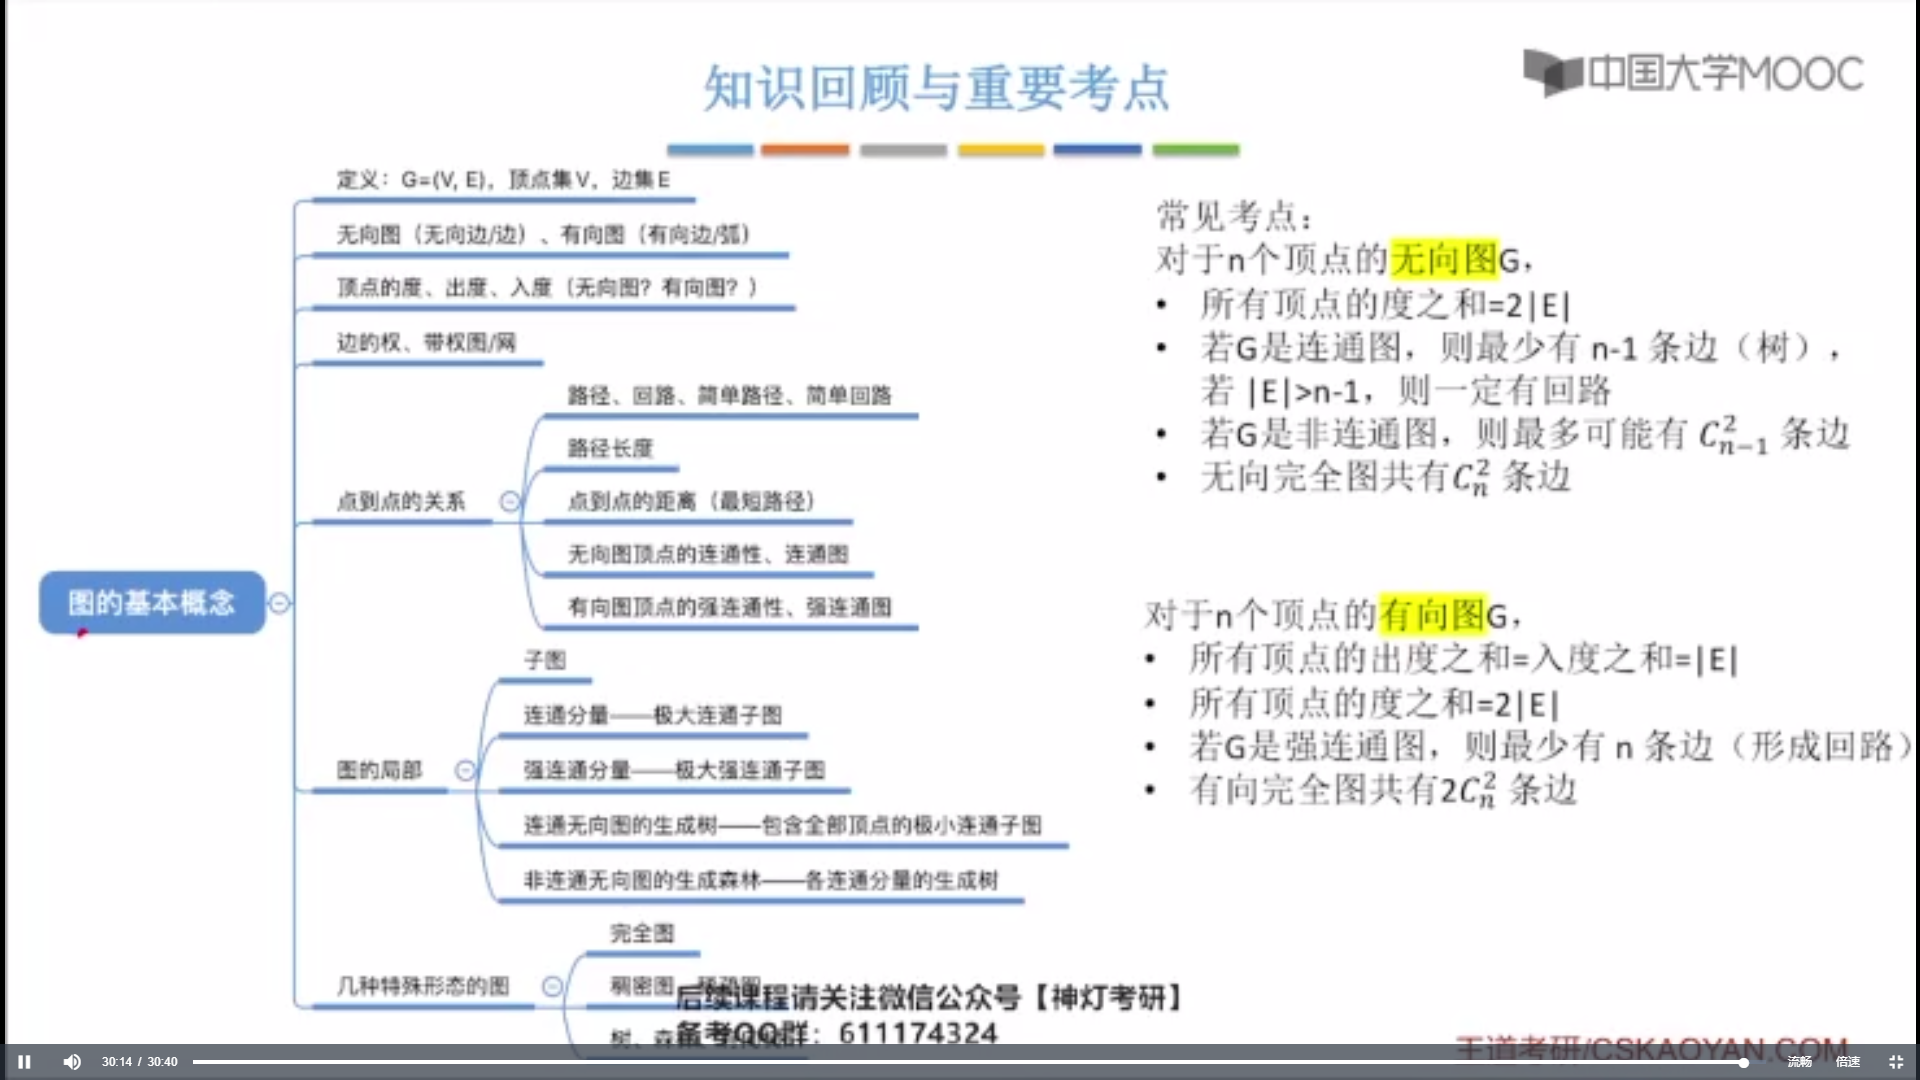 知识回顾与重要考点
中国大学MOOC
定义：G=(V, E)，顶点集V，边集E
无向图（无向边/边）、有向图（有向边/弧）
顶点的度、出度、入度（无向图？有向图？）
边的权、带权图/网
路径、回路、简单路径、简单回路
路径长度
点到点的关系
点到点的距离（最短路径）
无向图顶点的连通性、连通图
有向图顶点的强连通性、强连通图
图的基本概念
子图
连通分量——极大连通子图
图的局部
强连通分量——极大强连通子图
连通无向图的生成树——包含全部顶点的极小连通子图
非连通无向图的生成森林——各连通分量的生成树
完全图
几种特殊形态的图
稠密图
树、
常见考点：
对于n个顶点的无向图G，
• 所有顶点的度之和=2|E|
• 若G是连通图，则最少有 n-1 条边（树），
若 |E|>n-1，则一定有回路
• 若G是非连通图，则最多可能有 C²ₙ₋₁ 条边
• 无向完全图共有C²ₙ 条边
对于n个顶点的有向图G，
• 所有顶点的出度之和=入度之和=|E|
• 所有顶点的度之和=2|E|
• 若G是强连通图，则最少有 n 条边（形成回路）
• 有向完全图共有2C²ₙ 条边
后续课程请关注微信公众号【神灯考研】
备考QQ群：611174324
王道考研/CSKAOYAN.COM
30:14 / 30:40
流畅
倍速